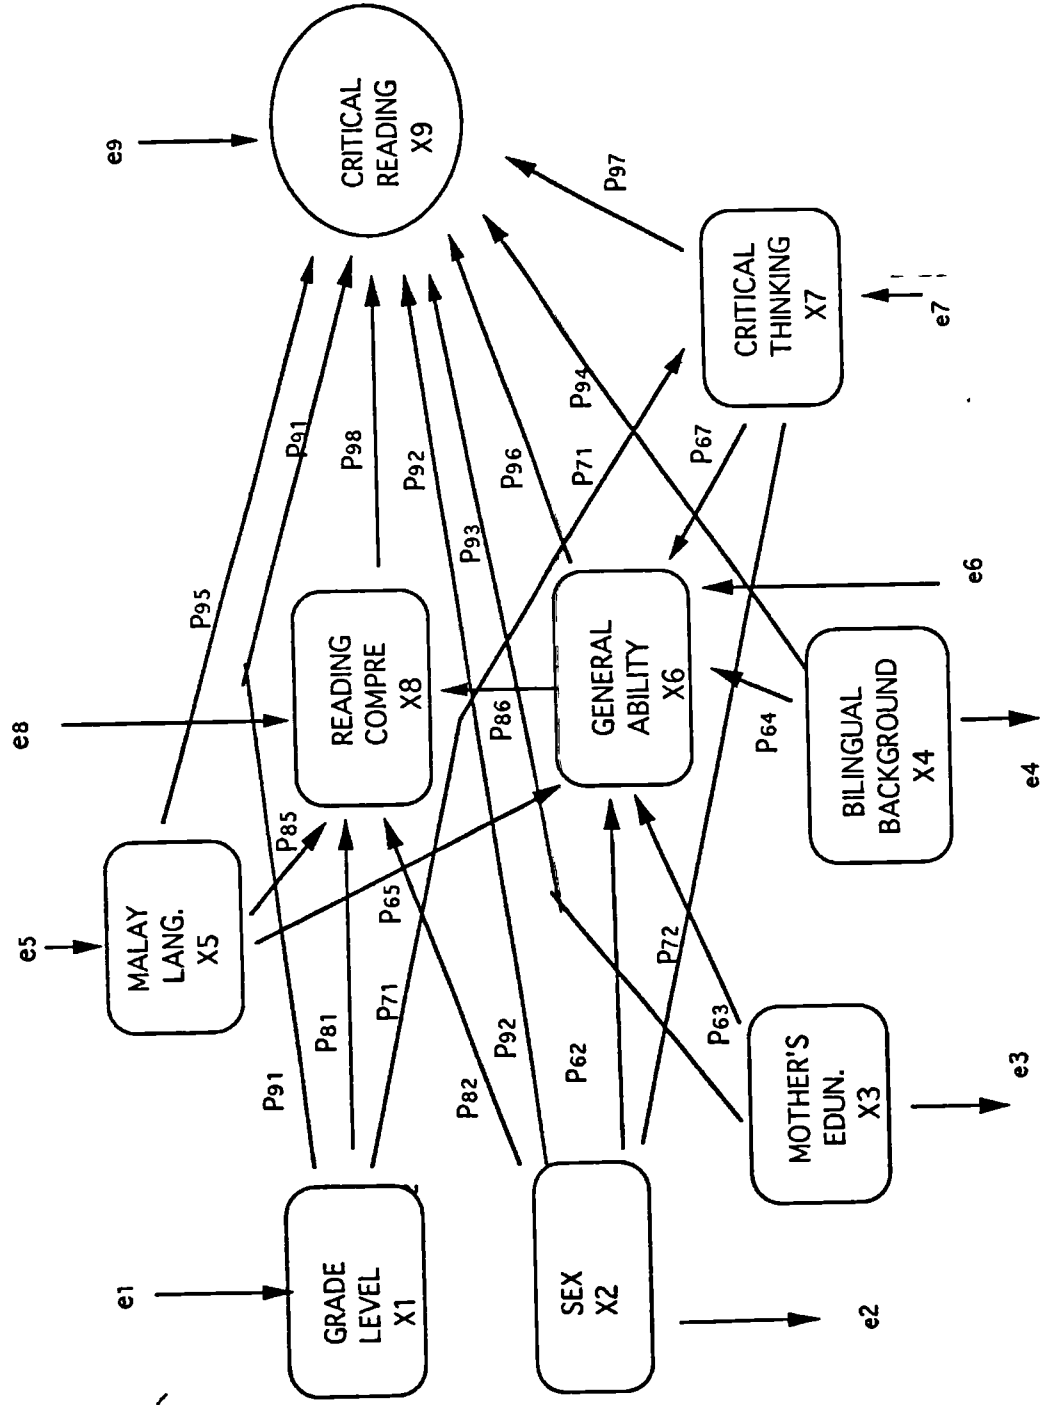 e5
e8
e9
e1
MALAY
LANG.
X5
P95
P91
P91
P85
P81
P98
GRADE
LEVEL
X1
READING
COMPRE
X8
CRITICAL
READING
X9
P71
P65
P92
P82
P93
P92
P86
P96
P62
P71
P94
P97
SEX
X2
GENERAL
ABILITY
X6
P72
P67
P63
P64
CRITICAL
THINKING
X7
MOTHER'S
EDUN.
X3
BILINGUAL
BACKGROUND
X4
e2
e7
e6
e3
e4